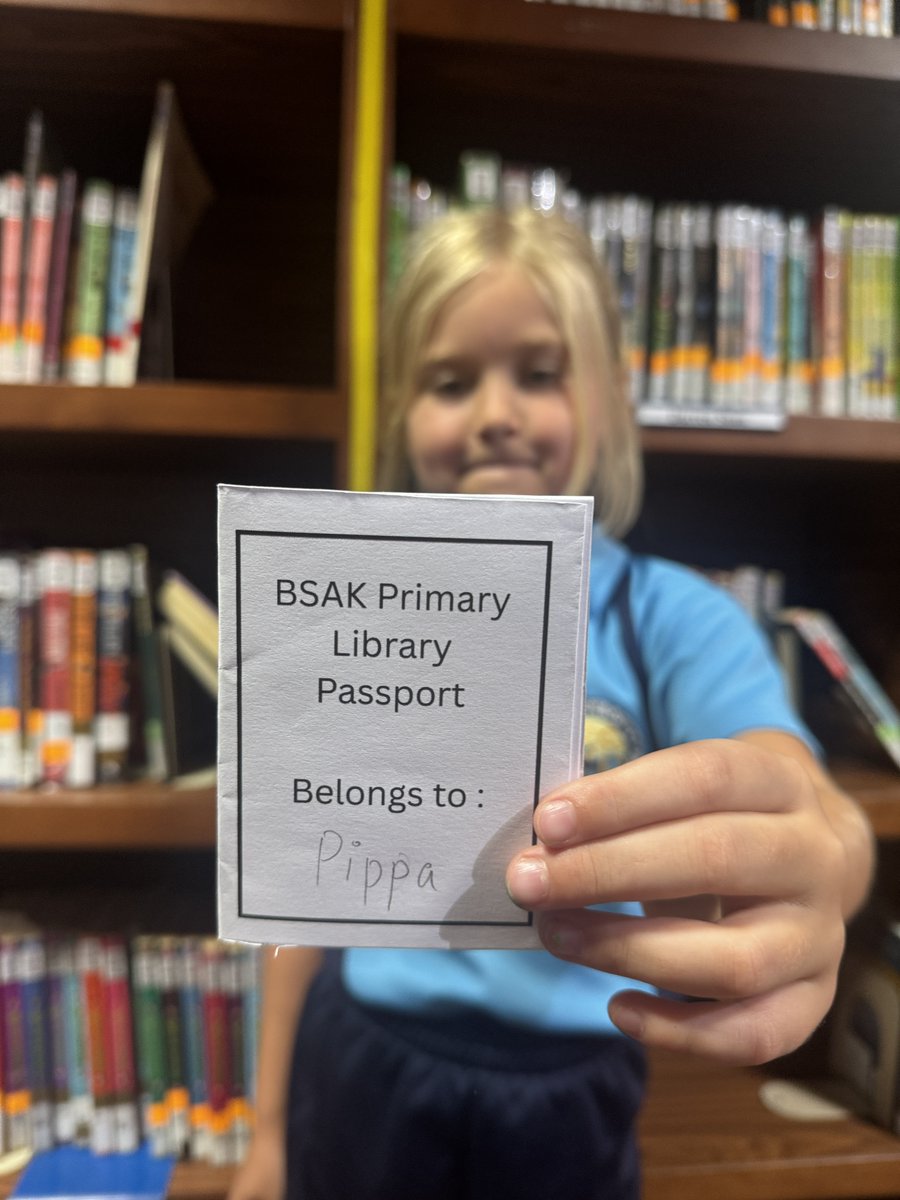 BSAK Primary
Library
Passport
Belongs to :
Pippa